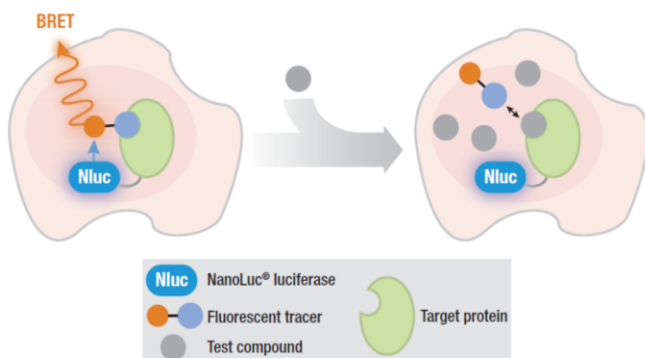 BRET
Nluc
Nluc
Nluc NanoLuc® luciferase
Fluorescent tracer
Target protein
Test compound